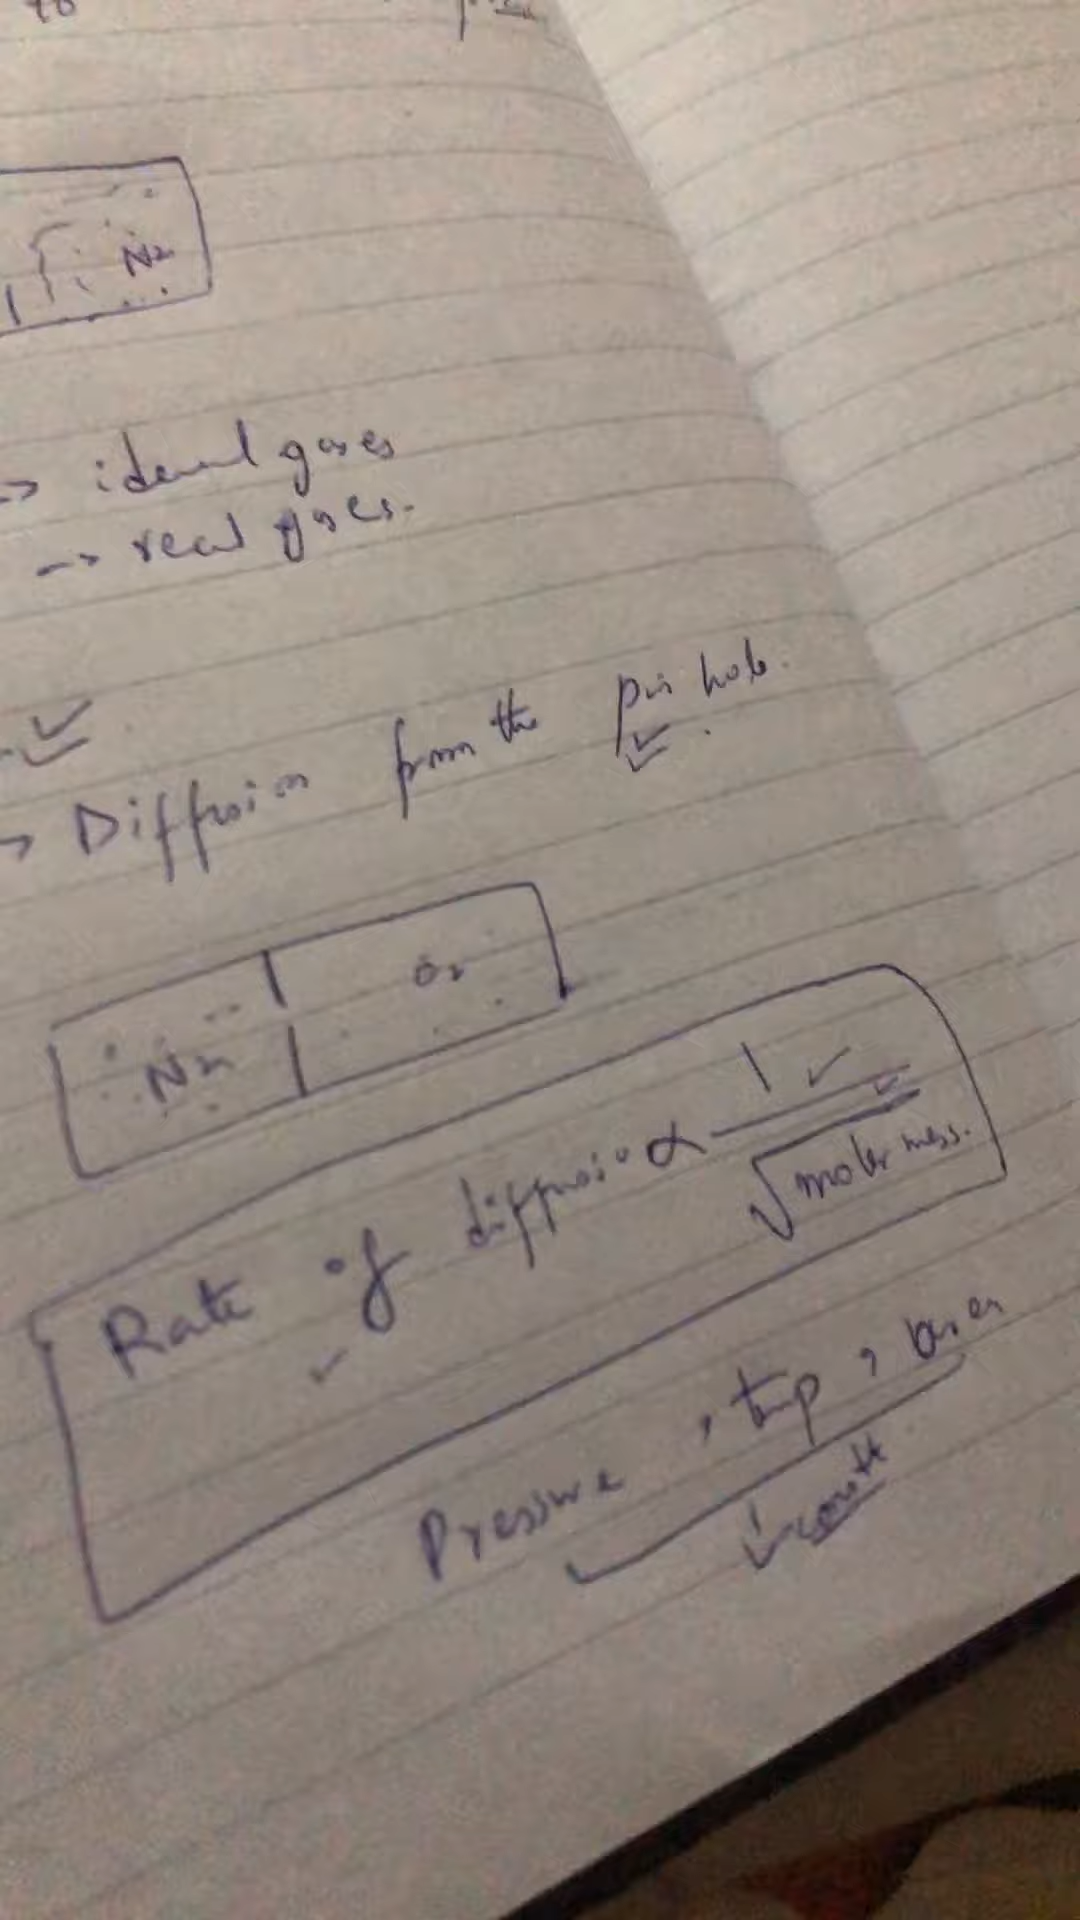 N2
→ ideal gases
→ real gases.
→ Diffusion from the pin hole.
N2 O2
Rate of diffusion ∝ 1 / √molar mass.
Pressure, temp,